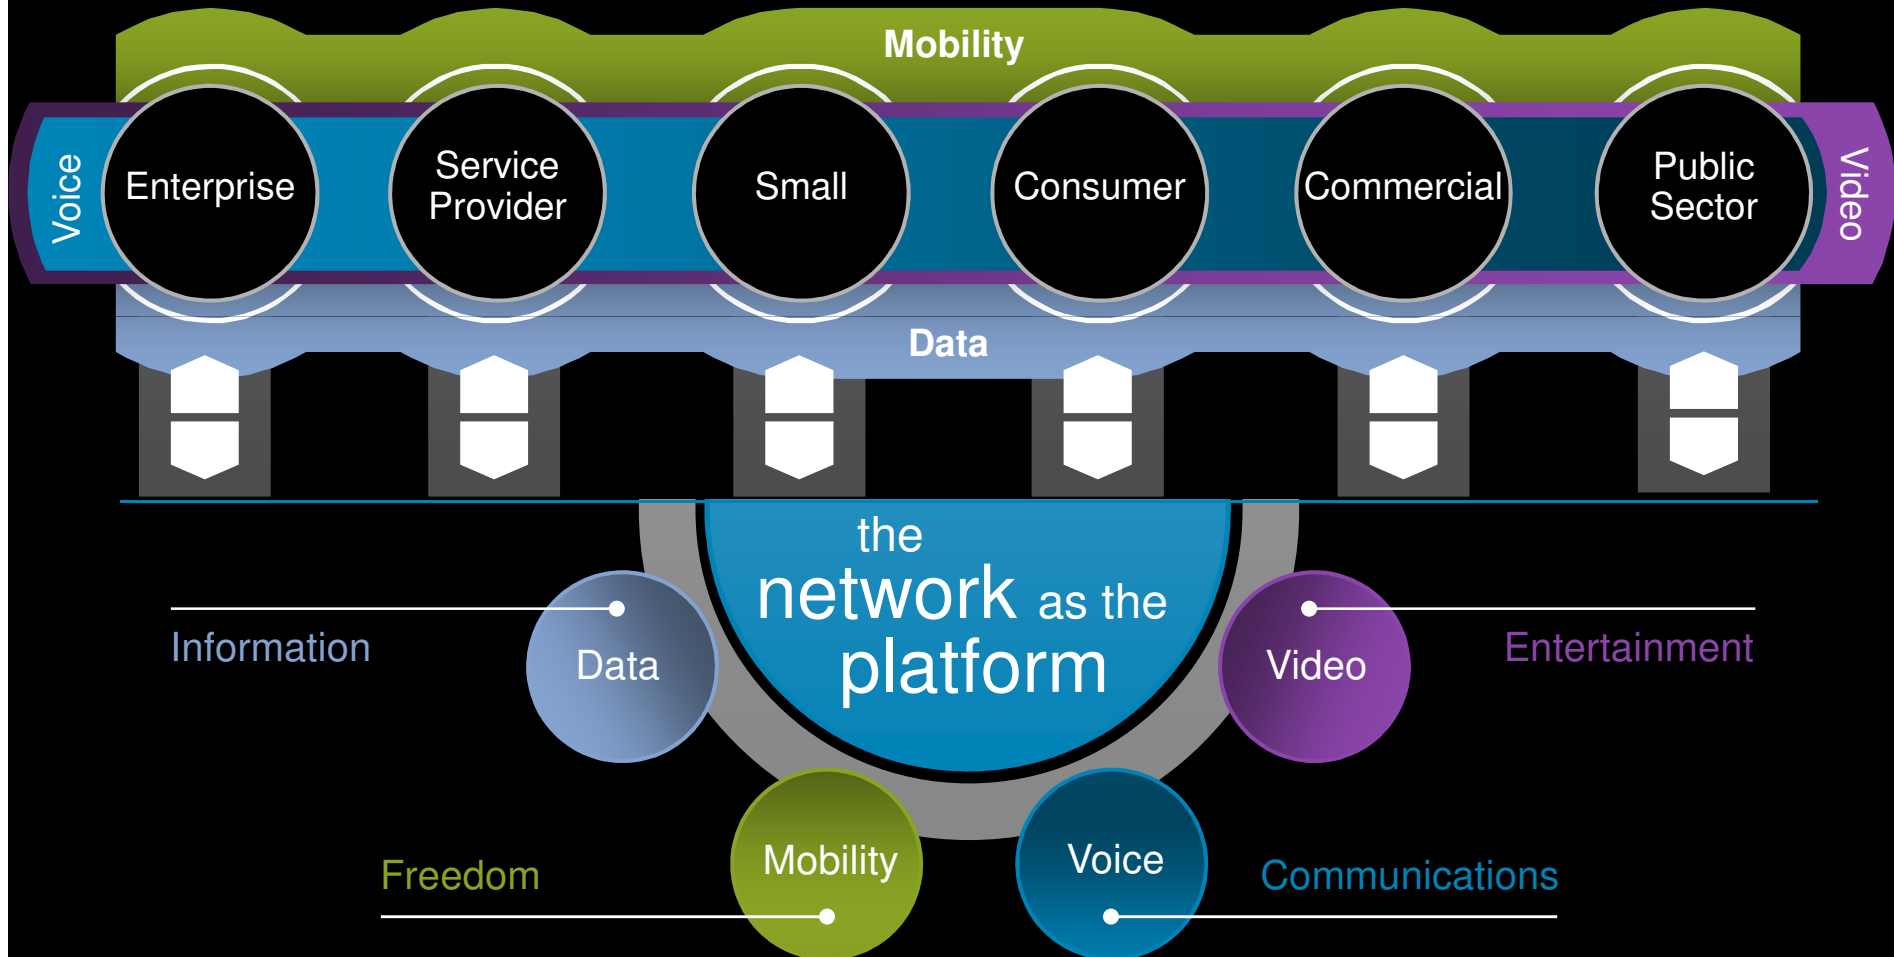 Mobility
Voice
Enterprise
Service
Provider
Small
Consumer
Commercial
Public
Sector
Video
Data
the
network as the
platform
Information
Data
Video
Entertainment
Freedom
Mobility
Voice
Communications